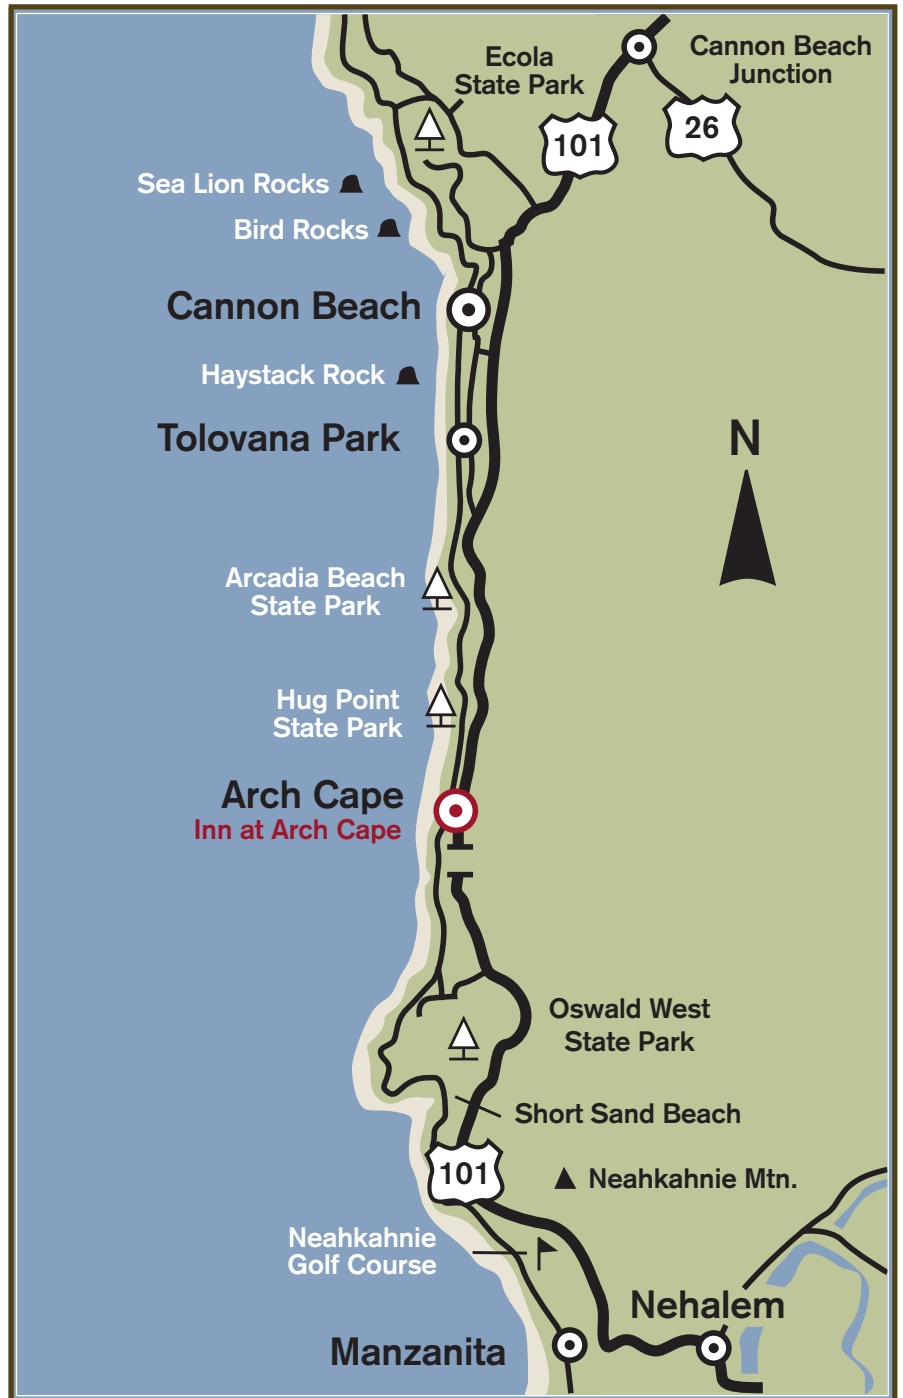 Ecola
State Park
Cannon Beach
Junction
101
26
Sea Lion Rocks
Bird Rocks
Cannon Beach
Haystack Rock
Tolovana Park
N
Arcadia Beach
State Park
Hug Point
State Park
Arch Cape
Inn at Arch Cape
Oswald West
State Park
Short Sand Beach
101
Neahkahnie Mtn.
Neahkahnie
Golf Course
Nehalem
Manzanita